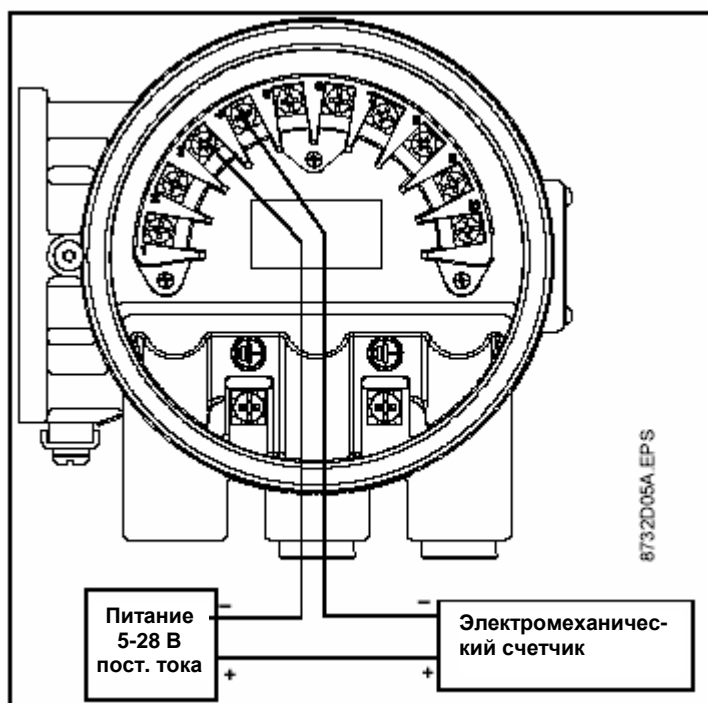 8732D05A.EPS
Питание
5-28 В
пост. тока
–
+
–
+
Электромеханичес-
кий счетчик